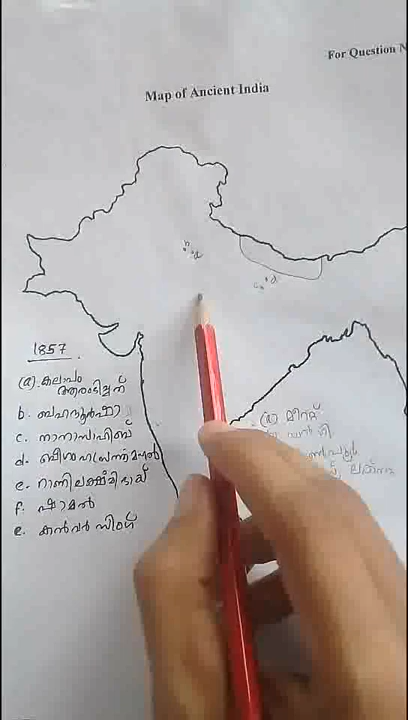 For Question N
Map of Ancient India
b
a
c
d
1857
(a). കലാപം
ആരംഭിച്ചത്
b. ബഹദൂർഷാ
c. നാനാസാഹിബ്
d. ബീഗം ഹസ്രത്ത് മഹൽ
e. റാണി ലക്ഷ്മി ഭായ്
f. ഷാമൽ
e. കൻവർ സിംഗ്
(a) മീററ്